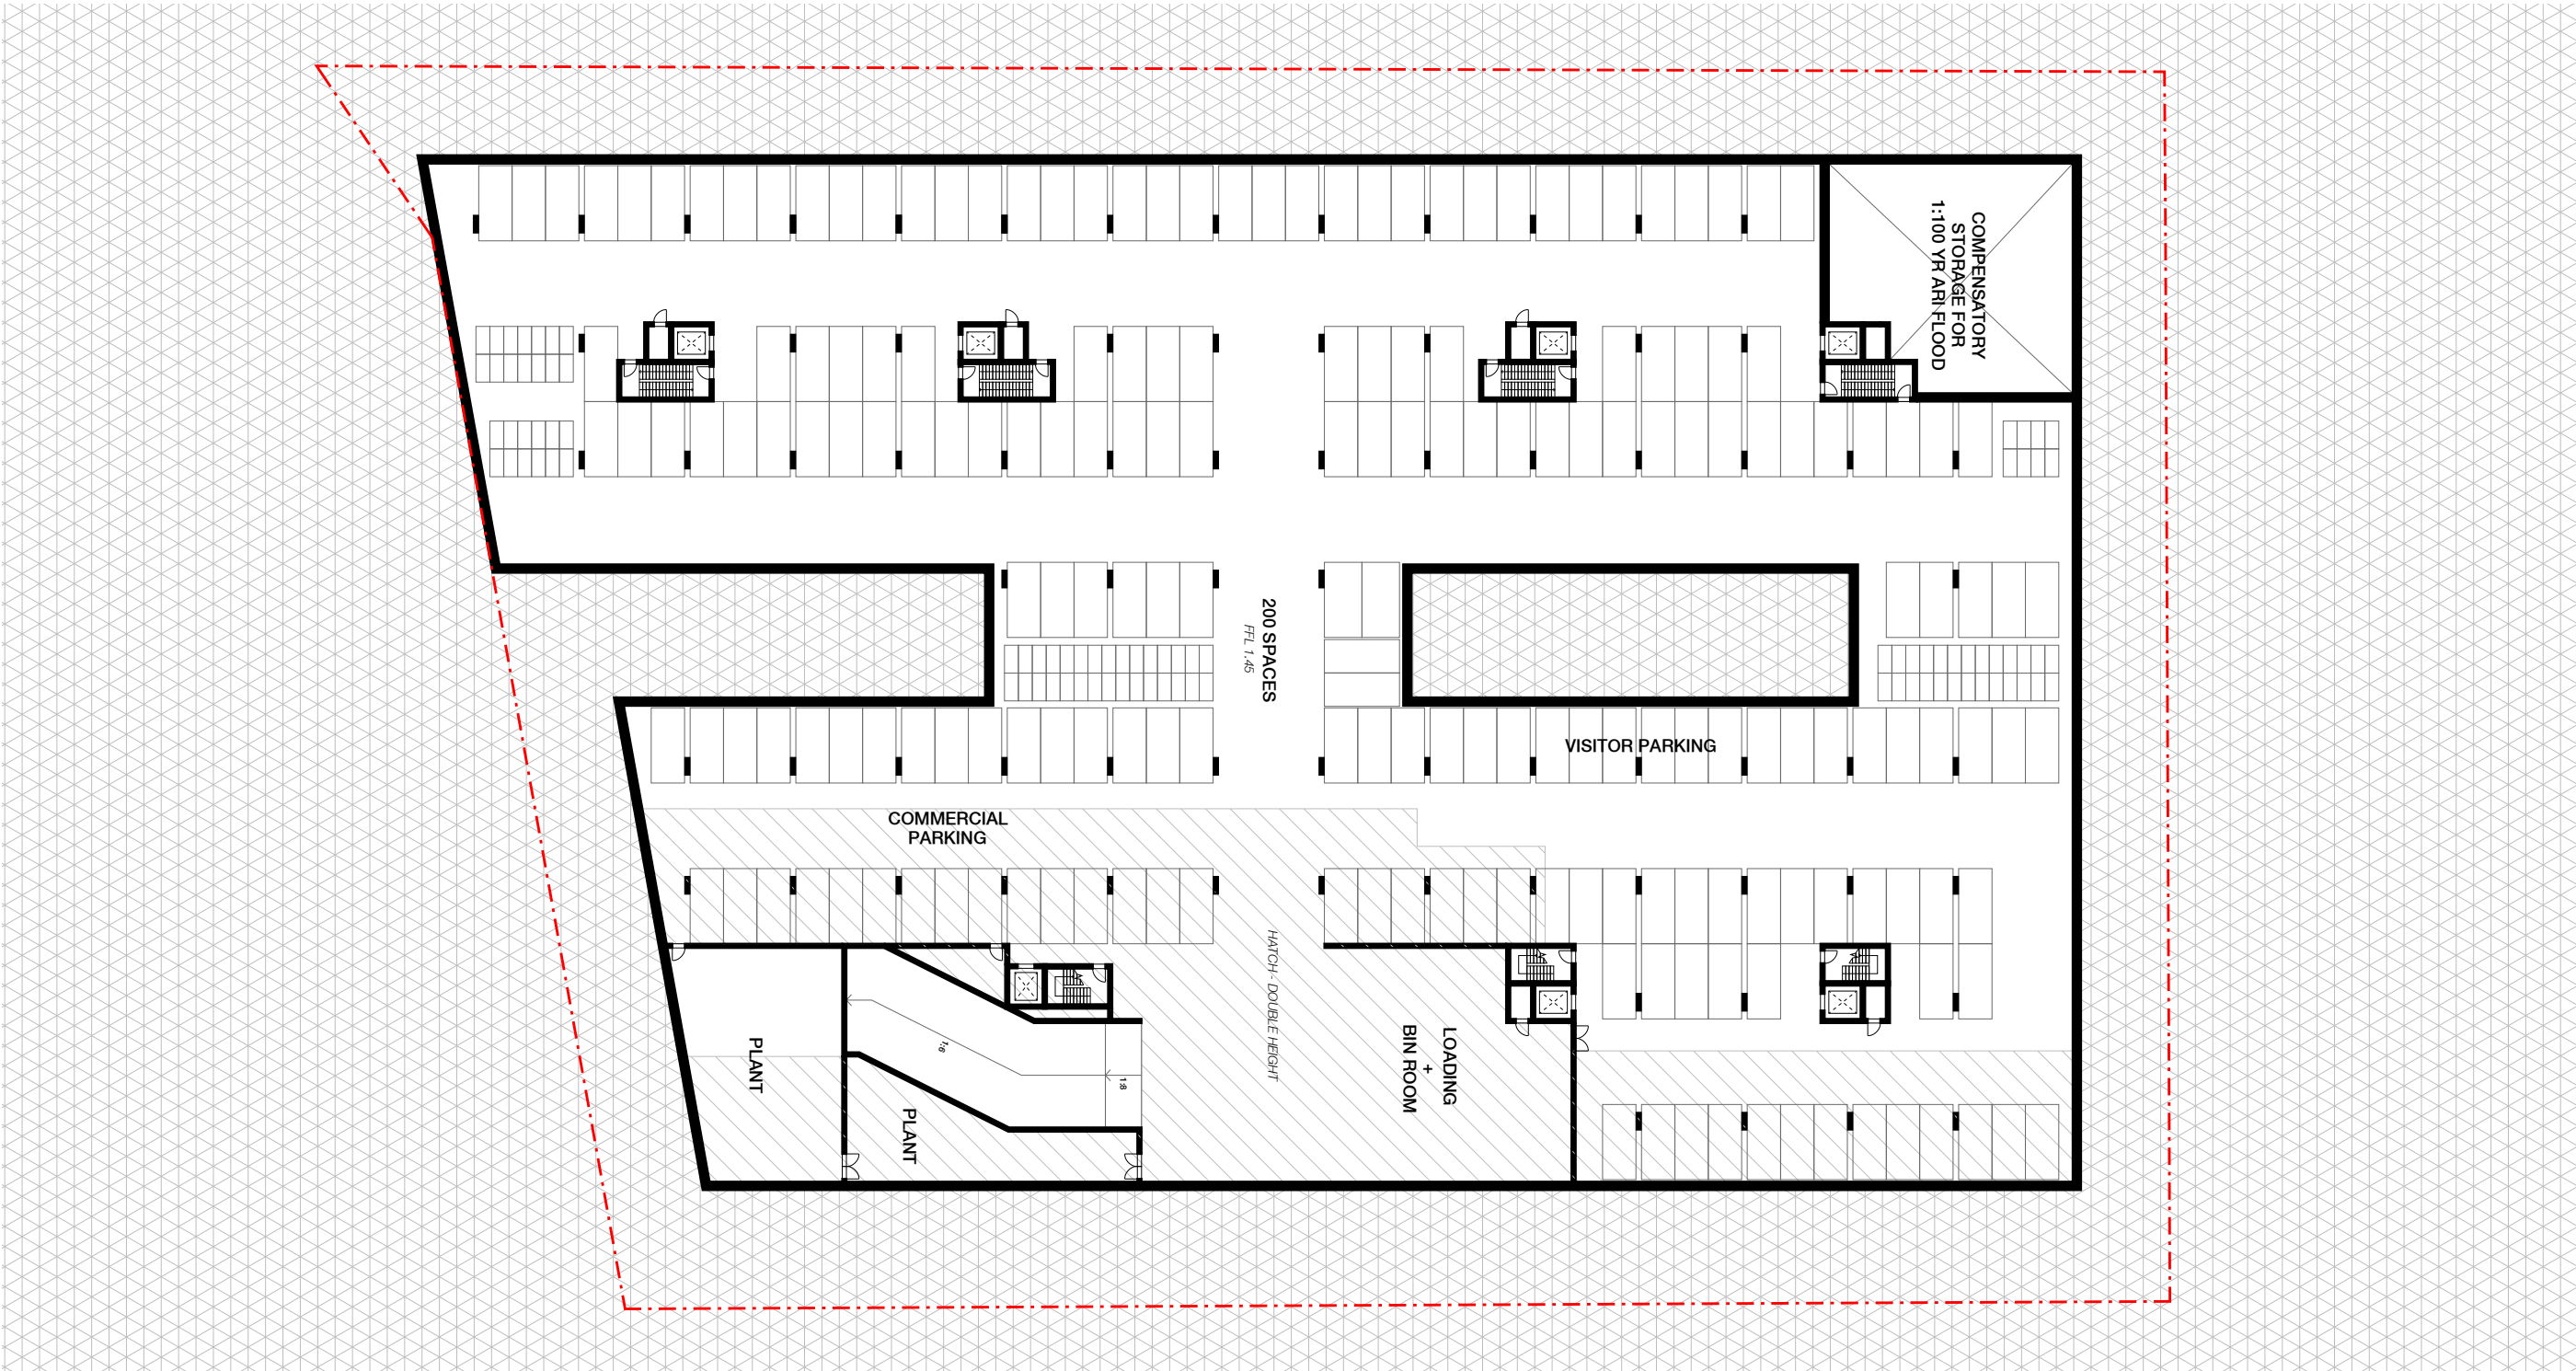 COMPENSATORY
STORAGE FOR
1:100 YR ARI FLOOD
200 SPACES
FFL 1.45
VISITOR PARKING
COMMERCIAL
PARKING
HATCH - DOUBLE HEIGHT
LOADING
+
BIN ROOM
PLANT
1:6
1:8
PLANT